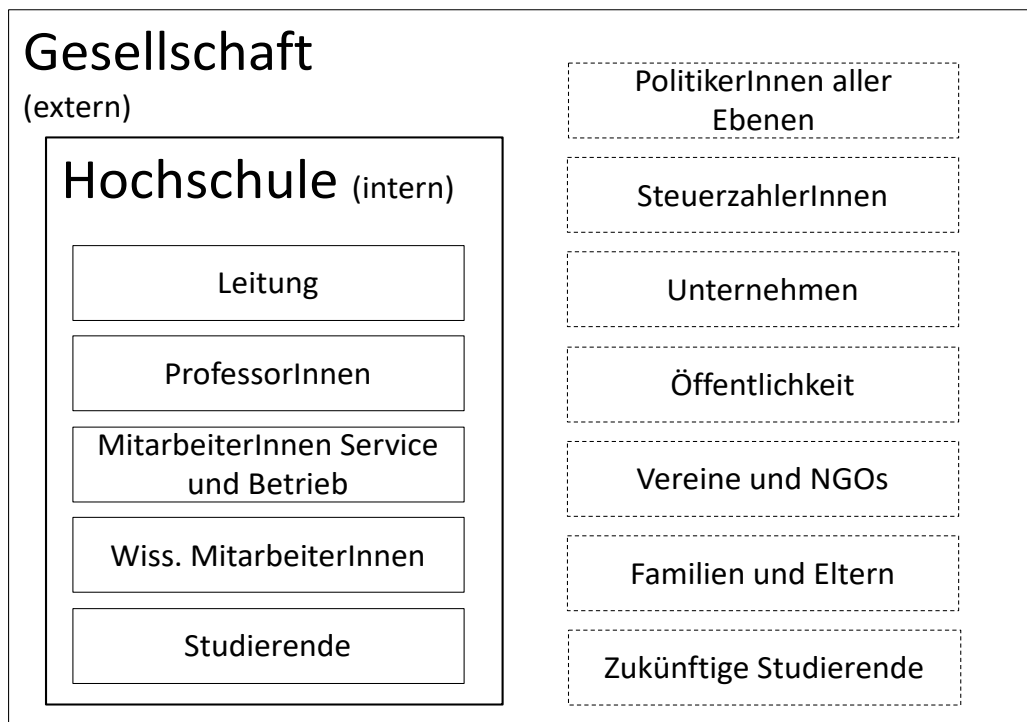 Gesellschaft
(extern)
Hochschule (intern)
Leitung
ProfessorInnen
MitarbeiterInnen Service
und Betrieb
Wiss. MitarbeiterInnen
Studierende
PolitikerInnen aller
Ebenen
SteuerzahlerInnen
Unternehmen
Öffentlichkeit
Vereine und NGOs
Familien und Eltern
Zukünftige Studierende